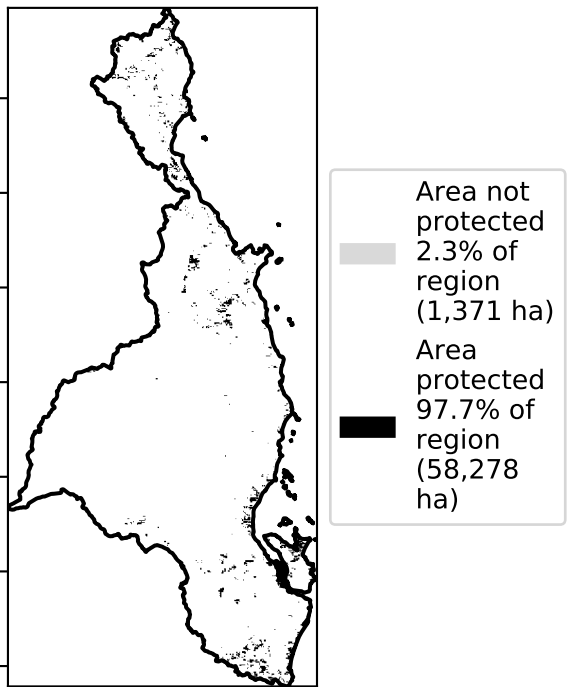 Area not
protected
2.3% of
region
(1,371 ha)
Area
protected
97.7% of
region
(58,278
ha)